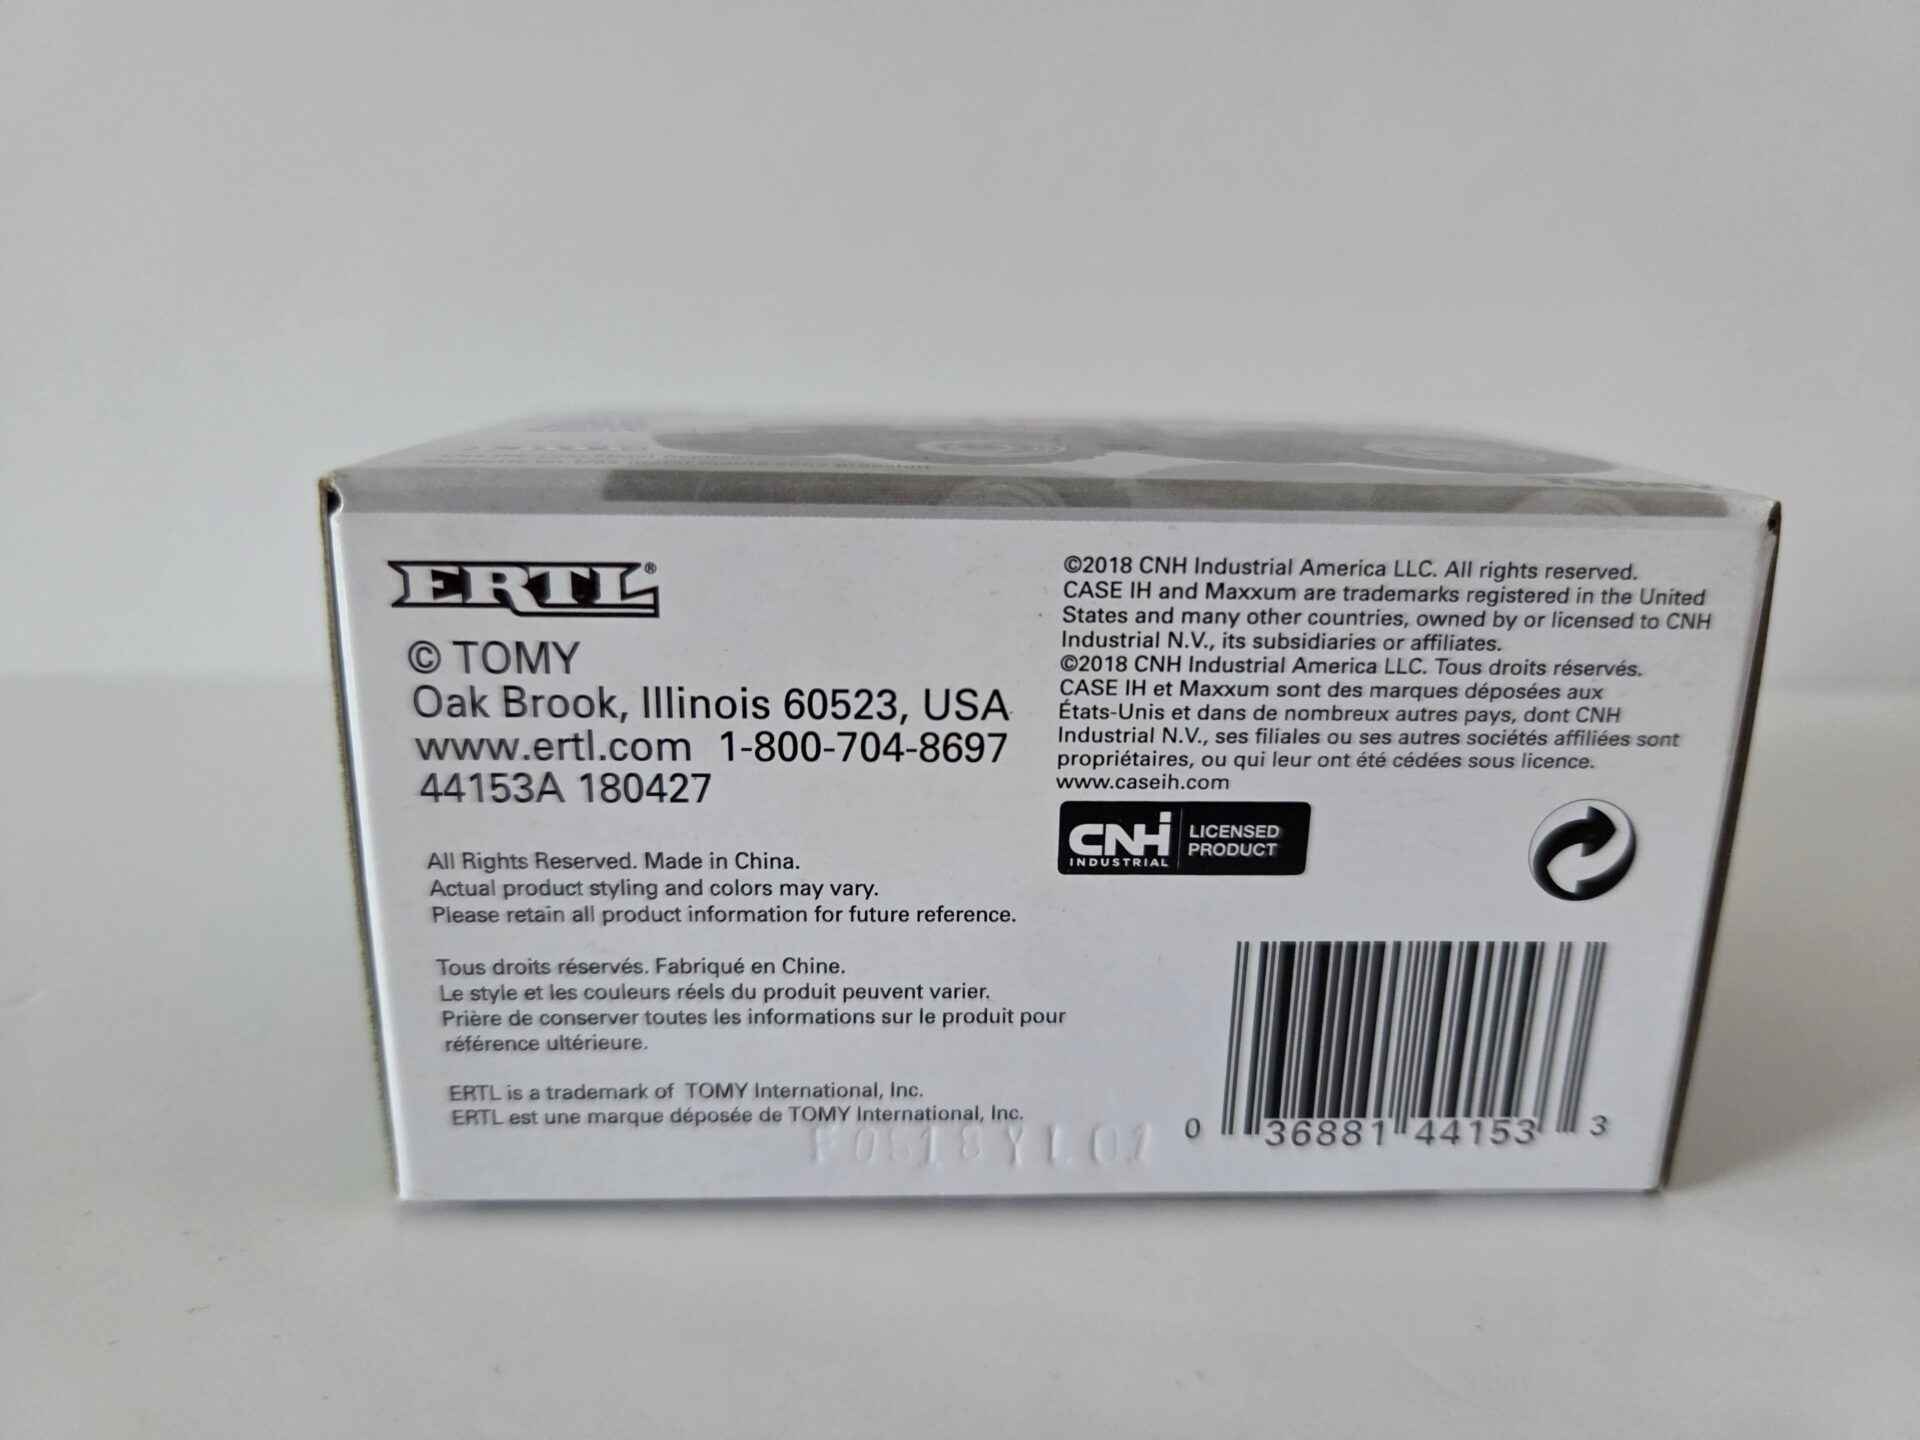 ERTL®
© TOMY
Oak Brook, Illinois 60523, USA
www.ertl.com 1-800-704-8697
44153A 180427
All Rights Reserved. Made in China.
Actual product styling and colors may vary.
Please retain all product information for future reference.
Tous droits réservés. Fabriqué en Chine.
Le style et les couleurs réels du produit peuvent varier.
Prière de conserver toutes les informations sur le produit pour
référence ultérieure.
ERTL is a trademark of TOMY International, Inc.
ERTL est une marque déposée de TOMY International, Inc.
©2018 CNH Industrial America LLC. All rights reserved.
CASE IH and Maxxum are trademarks registered in the United
States and many other countries, owned by or licensed to CNH
Industrial N.V., its subsidiaries or affiliates.
©2018 CNH Industrial America LLC. Tous droits réservés.
CASE IH et Maxxum sont des marques déposées aux
États-Unis et dans de nombreux autres pays, dont CNH
Industrial N.V., ses filiales ou ses autres sociétés affiliées sont
propriétaires, ou qui leur ont été cédées sous licence.
www.caseih.com
CNH
INDUSTRIAL
LICENSED
PRODUCT
0 36881 44153 3